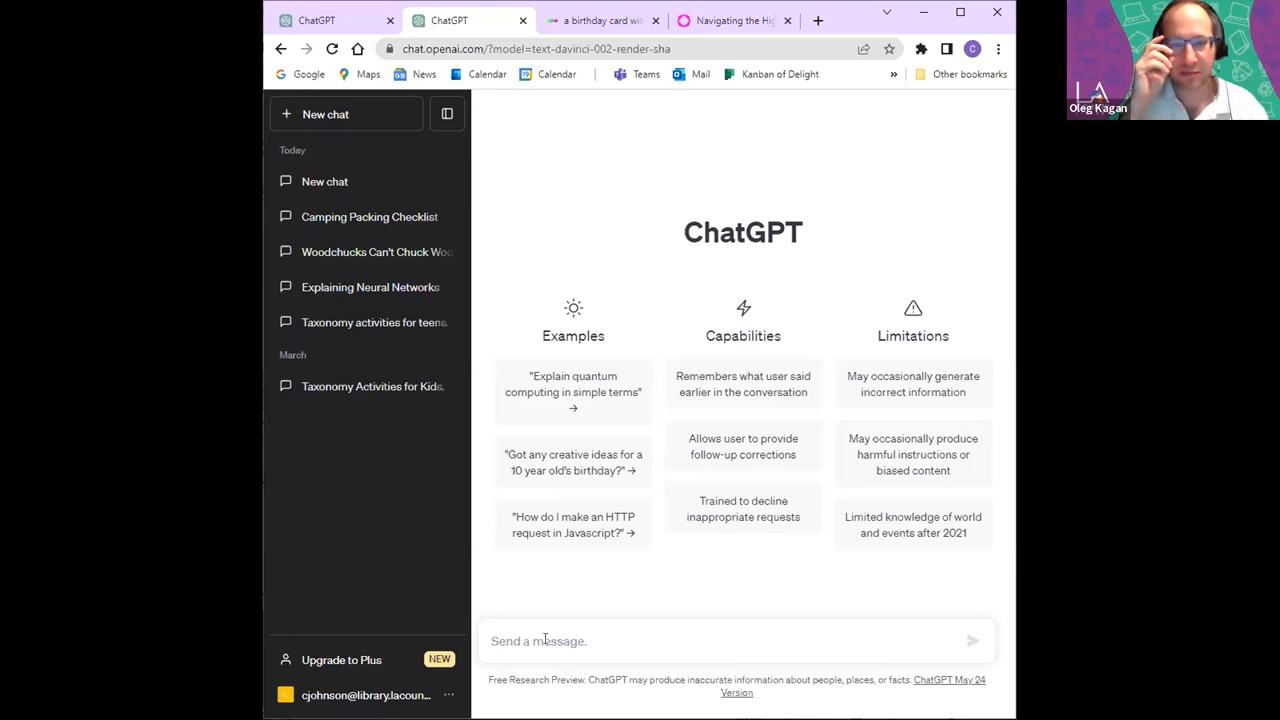 ChatGPT
ChatGPT
a birthday card wit
Navigating the Hig
chat.openai.com/?model=text-davinci-002-render-sha
C
Google
Maps
News
Calendar
Calendar
Teams
Mail
Kanban of Delight
»
Other bookmarks
LA
Oleg Kagan
New chat
Today
New chat
Camping Packing Checklist
Woodchucks Can't Chuck Woo
Explaining Neural Networks
Taxonomy activities for teens.
March
Taxonomy Activities for Kids.
Upgrade to Plus
NEW
cjohnson@library.lacoun...
ChatGPT
Examples
"Explain quantum
computing in simple terms"
→
"Got any creative ideas for a
10 year old's birthday?" →
"How do I make an HTTP
request in Javascript?" →
Capabilities
Remembers what user said
earlier in the conversation
Allows user to provide
follow-up corrections
Trained to decline
inappropriate requests
Limitations
May occasionally generate
incorrect information
May occasionally produce
harmful instructions or
biased content
Limited knowledge of world
and events after 2021
Send a message.
Free Research Preview. ChatGPT may produce inaccurate information about people, places, or facts. ChatGPT May 24
Version